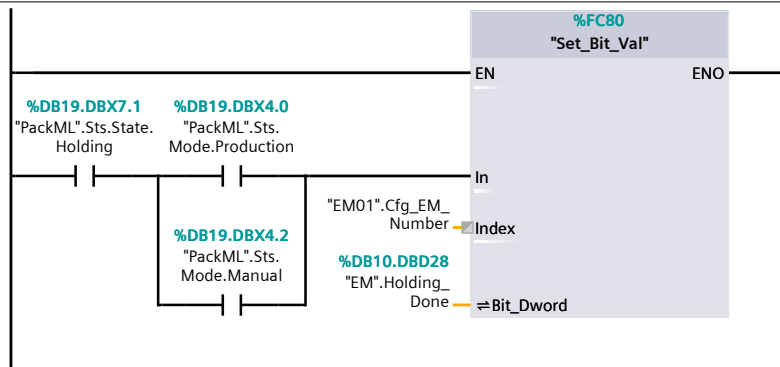 %FC80
"Set_Bit_Val"
EN
ENO
%DB19.DBX7.1
"PackML".Sts.State.
Holding
%DB19.DBX4.0
"PackML".Sts.
Mode.Production
In
"EM01".Cfg_EM_
Number
Index
%DB19.DBX4.2
"PackML".Sts.
Mode.Manual
%DB10.DBD28
"EM".Holding_
Done
⇌Bit_Dword